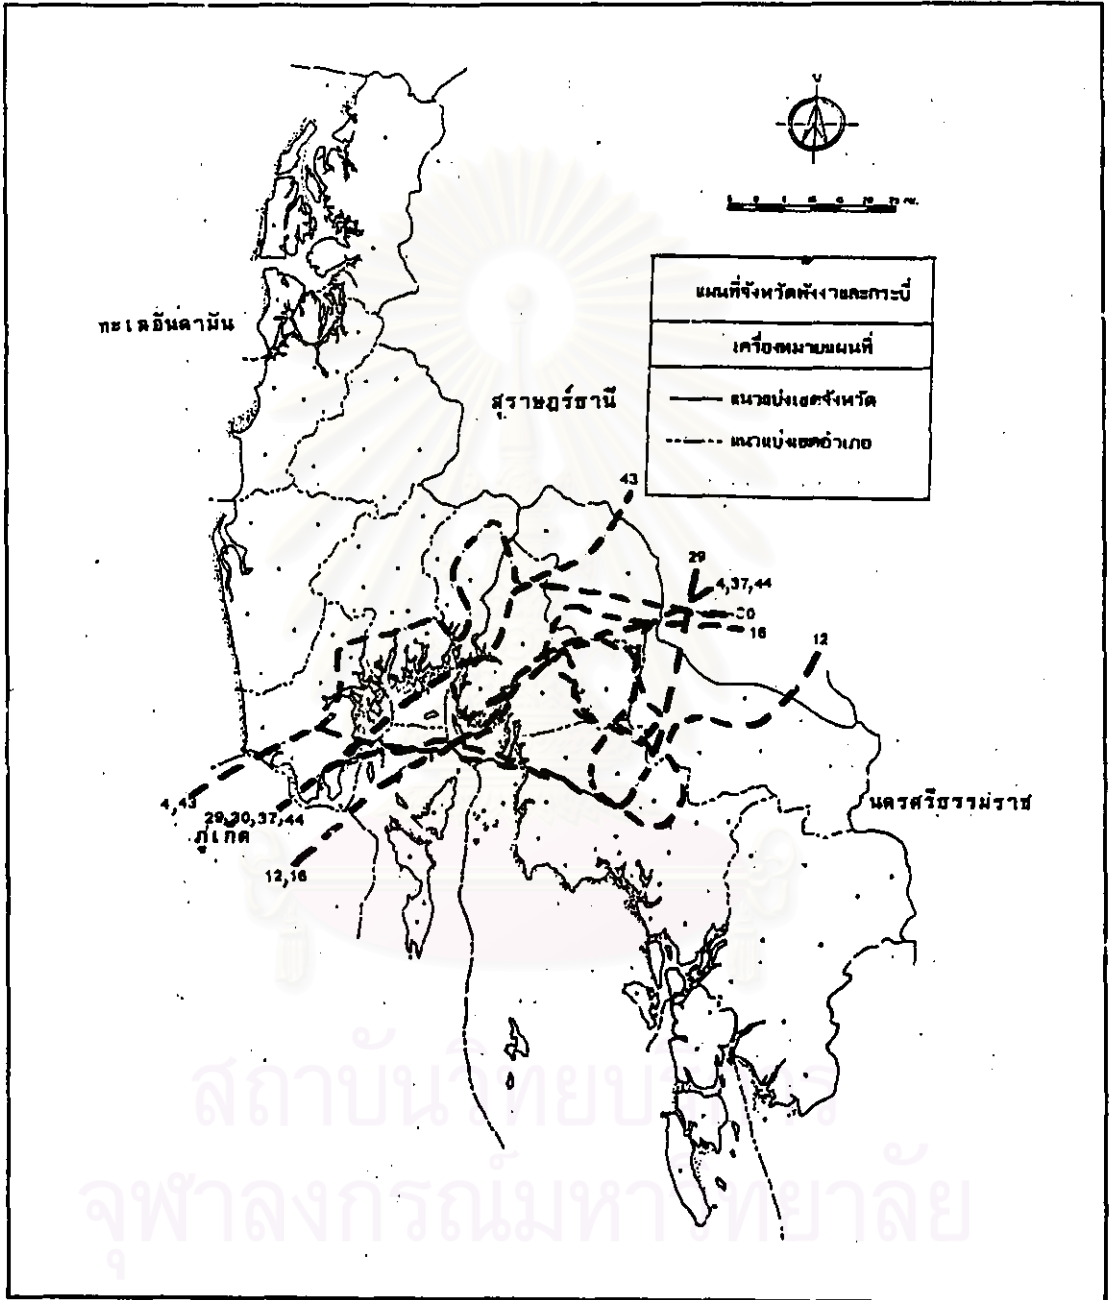 ทะเลอันดามัน
สุราษฎร์ธานี
แผนที่จังหวัดพังงาและกระบี่
เครื่องหมายแผนที่
แนวแบ่งเขตจังหวัด
แนวแบ่งเขตอำเภอ
43
29
4,37,44
30
16
12
4,43
29,30,37,44
ภูเก็ต
12,16
นครศรีธรรมราช
สถาบันวิทยบริการ
จุฬาลงกรณ์มหาวิทยาลัย